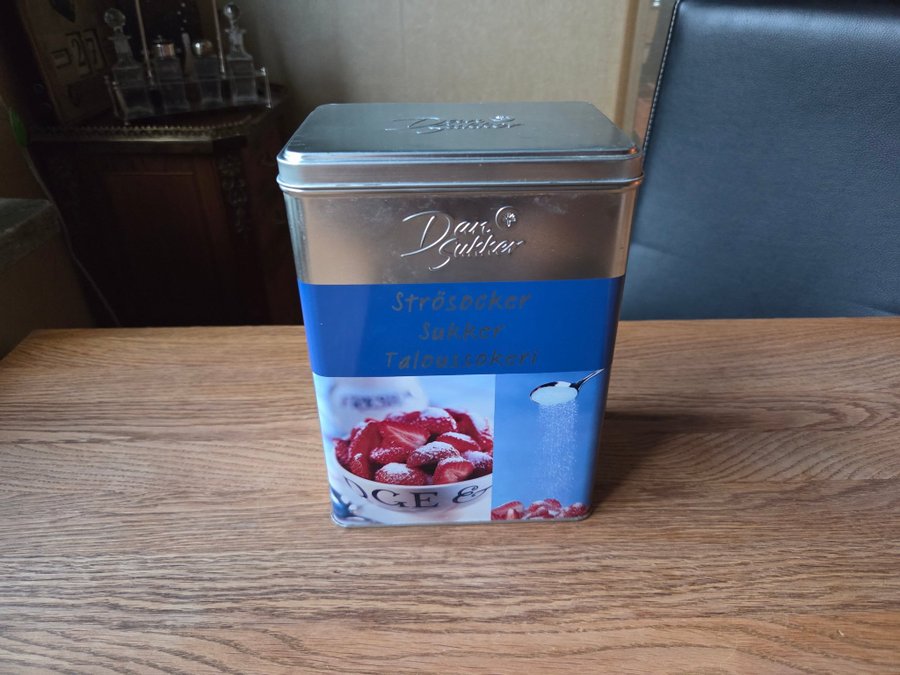 Dan
Sukker
Dan
Sukker
Strösocker
Sukker
Taloussokeri
DGE &